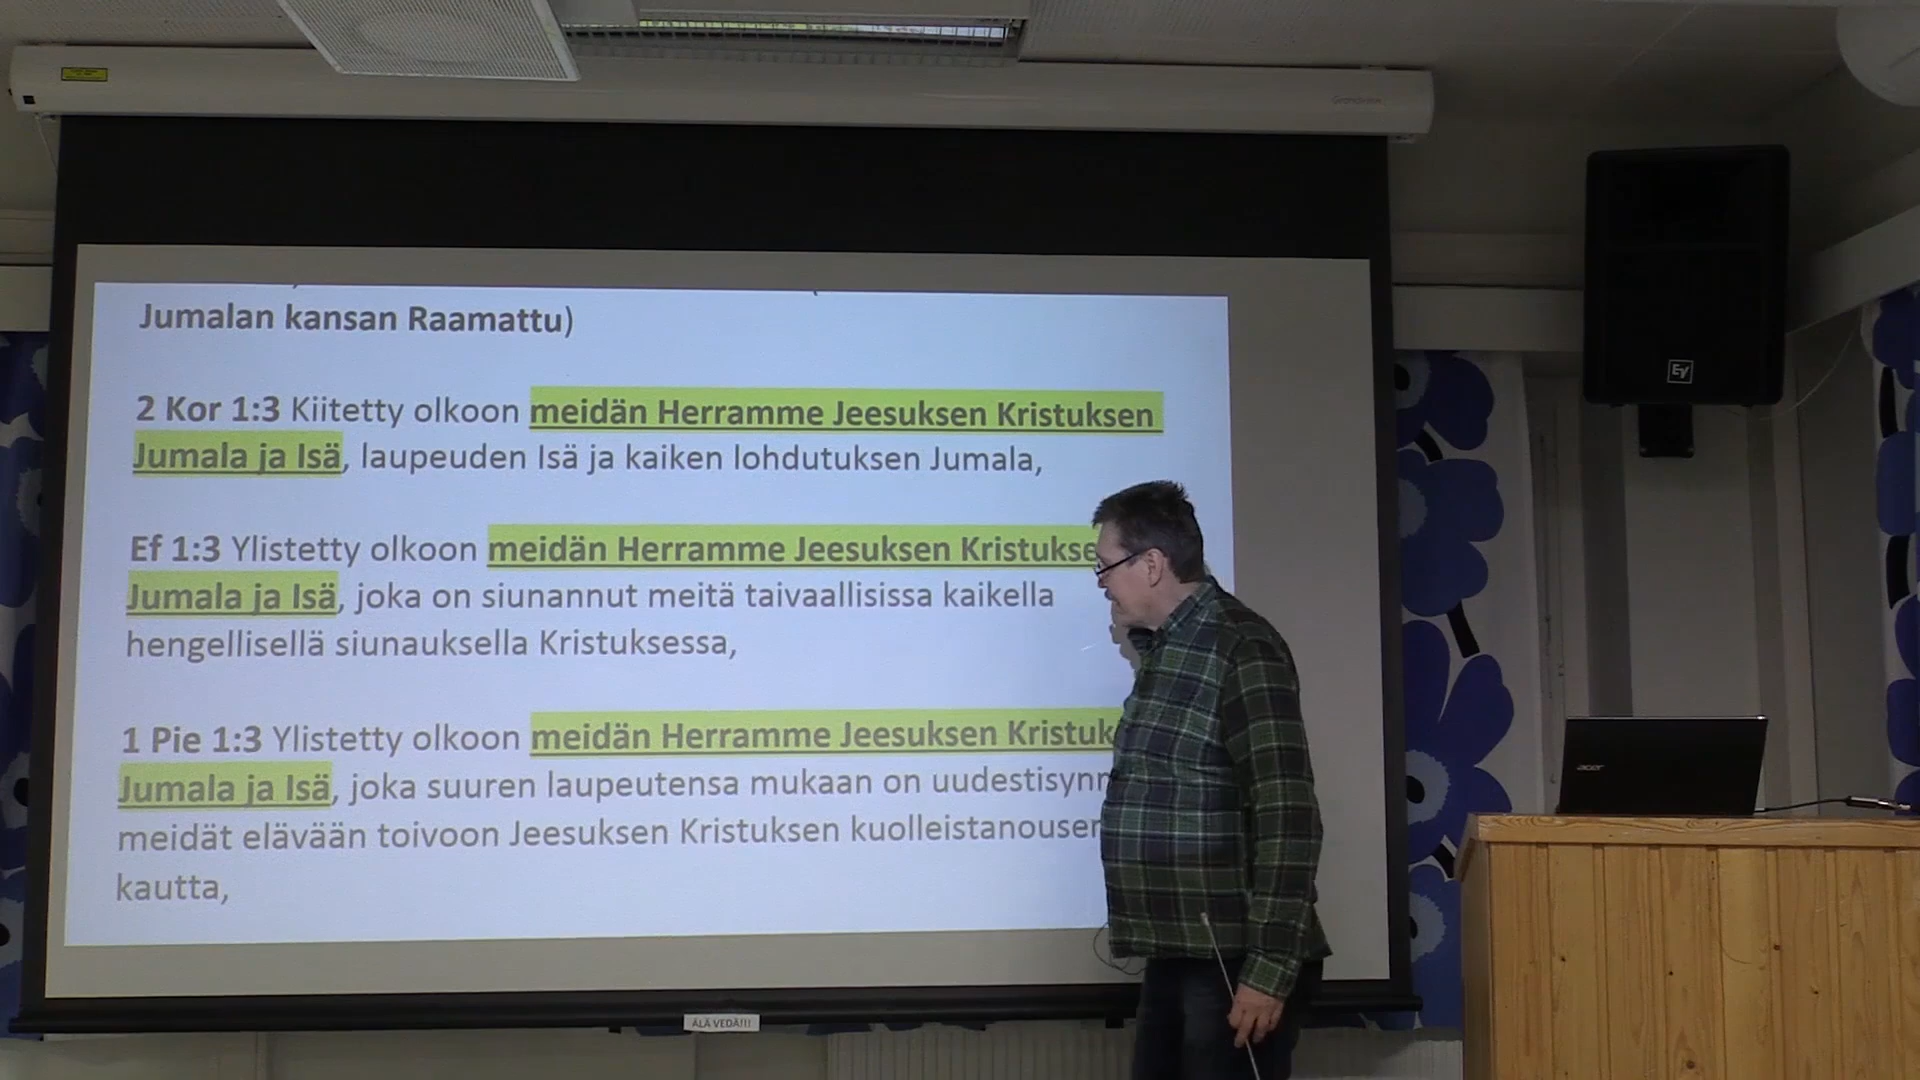 Jumalan kansan Raamattu)
2 Kor 1:3 Kiitetty olkoon meidän Herramme Jeesuksen Kristuksen
Jumala ja Isä, laupeuden Isä ja kaiken lohdutuksen Jumala,
Ef 1:3 Ylistetty olkoon meidän Herramme Jeesuksen Kristukse
Jumala ja Isä, joka on siunannut meitä taivaallisissa kaikella
hengellisellä siunauksella Kristuksessa,
1 Pie 1:3 Ylistetty olkoon meidän Herramme Jeesuksen Kristuk
Jumala ja Isä, joka suuren laupeutensa mukaan on uudestisynn
meidät elävään toivoon Jeesuksen Kristuksen kuolleistanousen
kautta,
ÄLÄ VEDÄ!!!
EV
acer